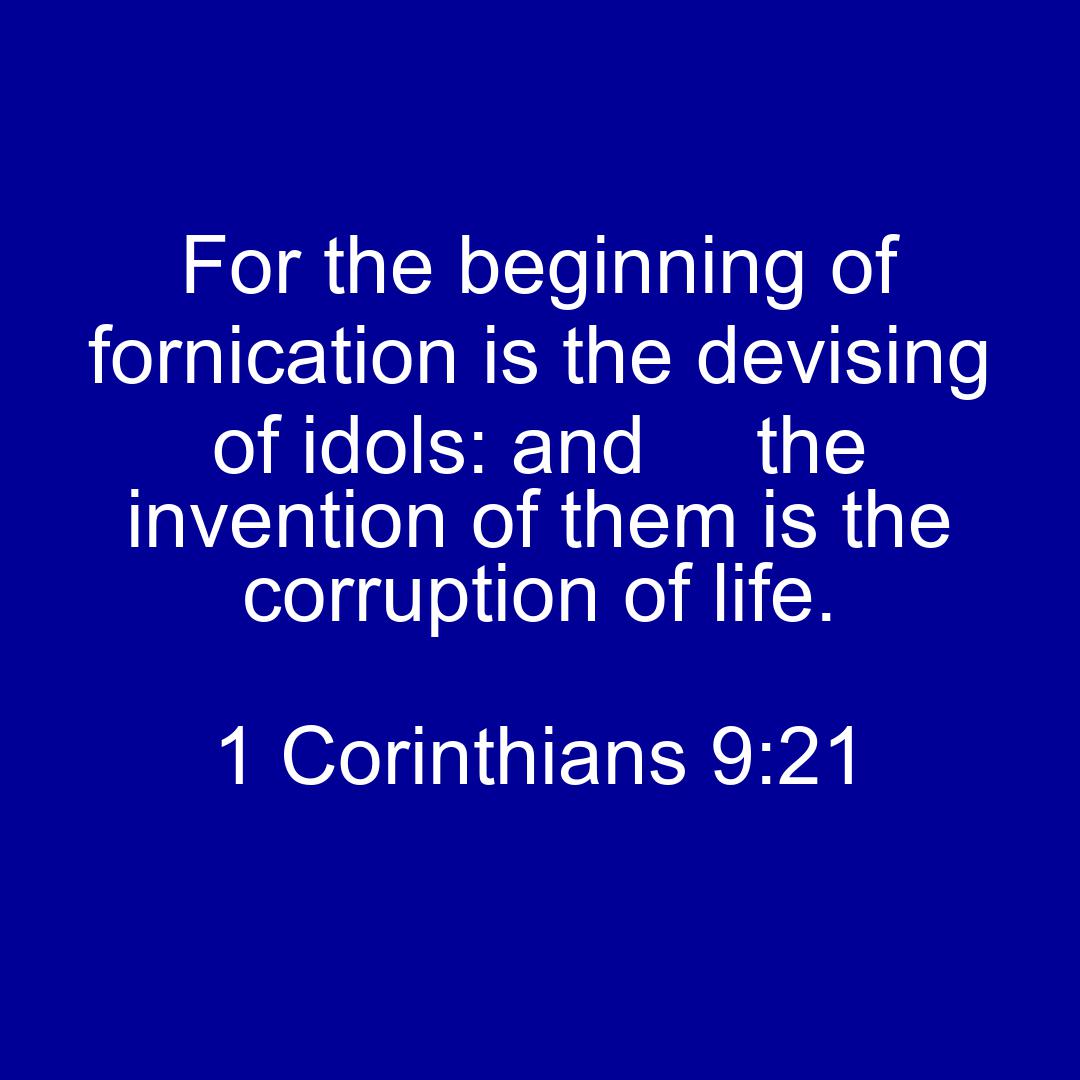 For the beginning of
fornication is the devising
of idols: and     the
invention of them is the
corruption of life.
1 Corinthians 9:21